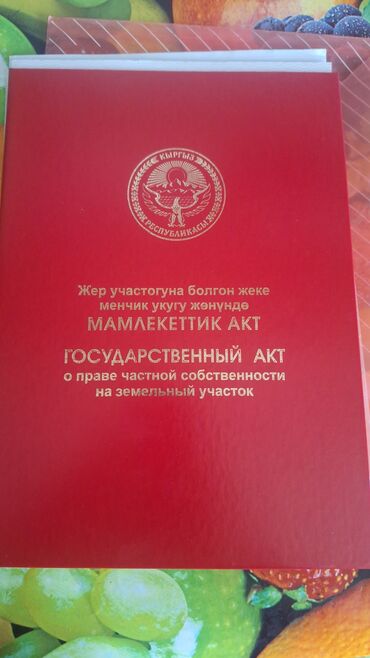 КЫРГЫЗ
РЕСПУБЛИКАСЫ
Жер участогуна болгон жеке
менчик укугу жөнүндө
МАМЛЕКЕТТИК АКТ
ГОСУДАРСТВЕННЫЙ АКТ
о праве частной собственности
на земельный участок